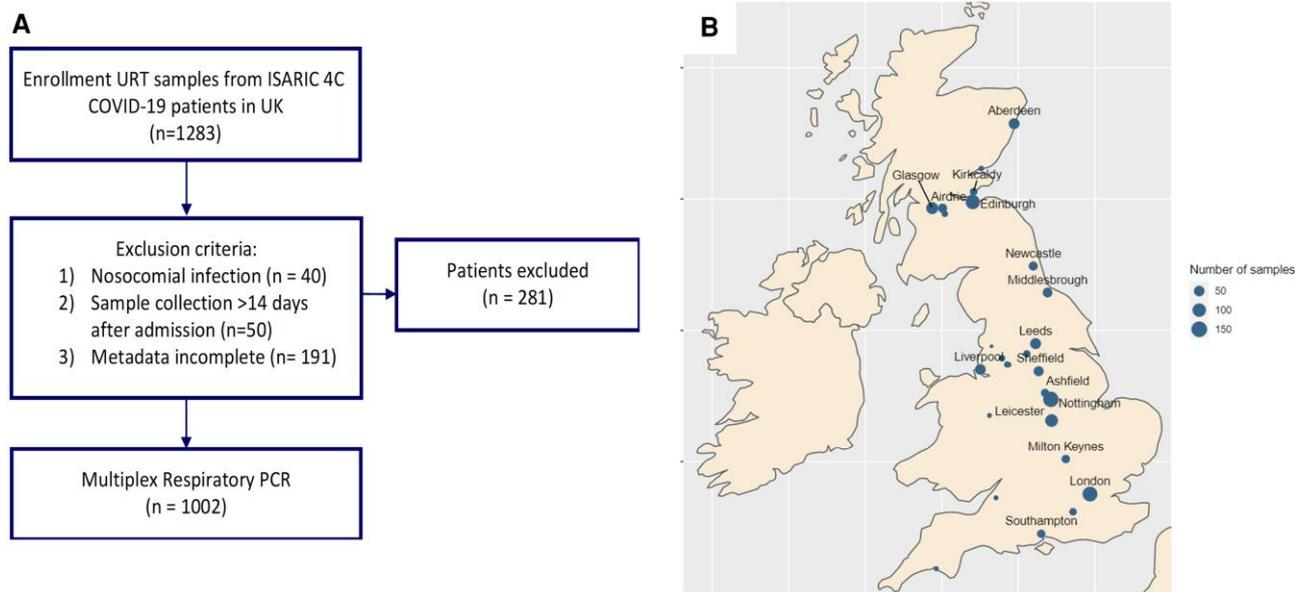 A
Enrollment URT samples from ISARIC 4C
COVID-19 patients in UK
(n=1283)
Exclusion criteria:
1) Nosocomial infection (n = 40)
2) Sample collection >14 days
after admission (n=50)
3) Metadata incomplete (n= 191)
Patients excluded
(n = 281)
Multiplex Respiratory PCR
(n = 1002)
B
Aberdeen
Glasgow
Kirkcaldy
Airdrie
Edinburgh
Newcastle
Middlesbrough
Leeds
Liverpool
Sheffield
Ashfield
Nottingham
Leicester
Milton Keynes
London
Southampton
Number of samples
50
100
150